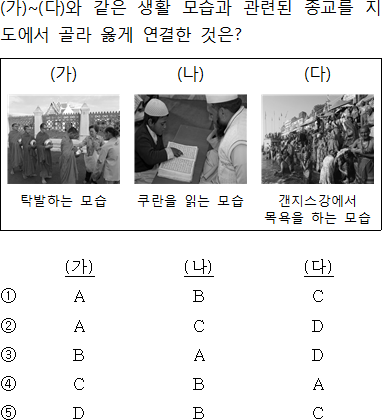 (가)~(다)와 같은 생활 모습과 관련된 종교를 지
도에서 골라 옳게 연결한 것은?
(가) (나) (다)
탁발하는 모습 쿠란을 읽는 모습 갠지스강에서
목욕을 하는 모습
(가) (나) (다)
① A B C
② A C D
③ B A D
④ C B A
⑤ D B C